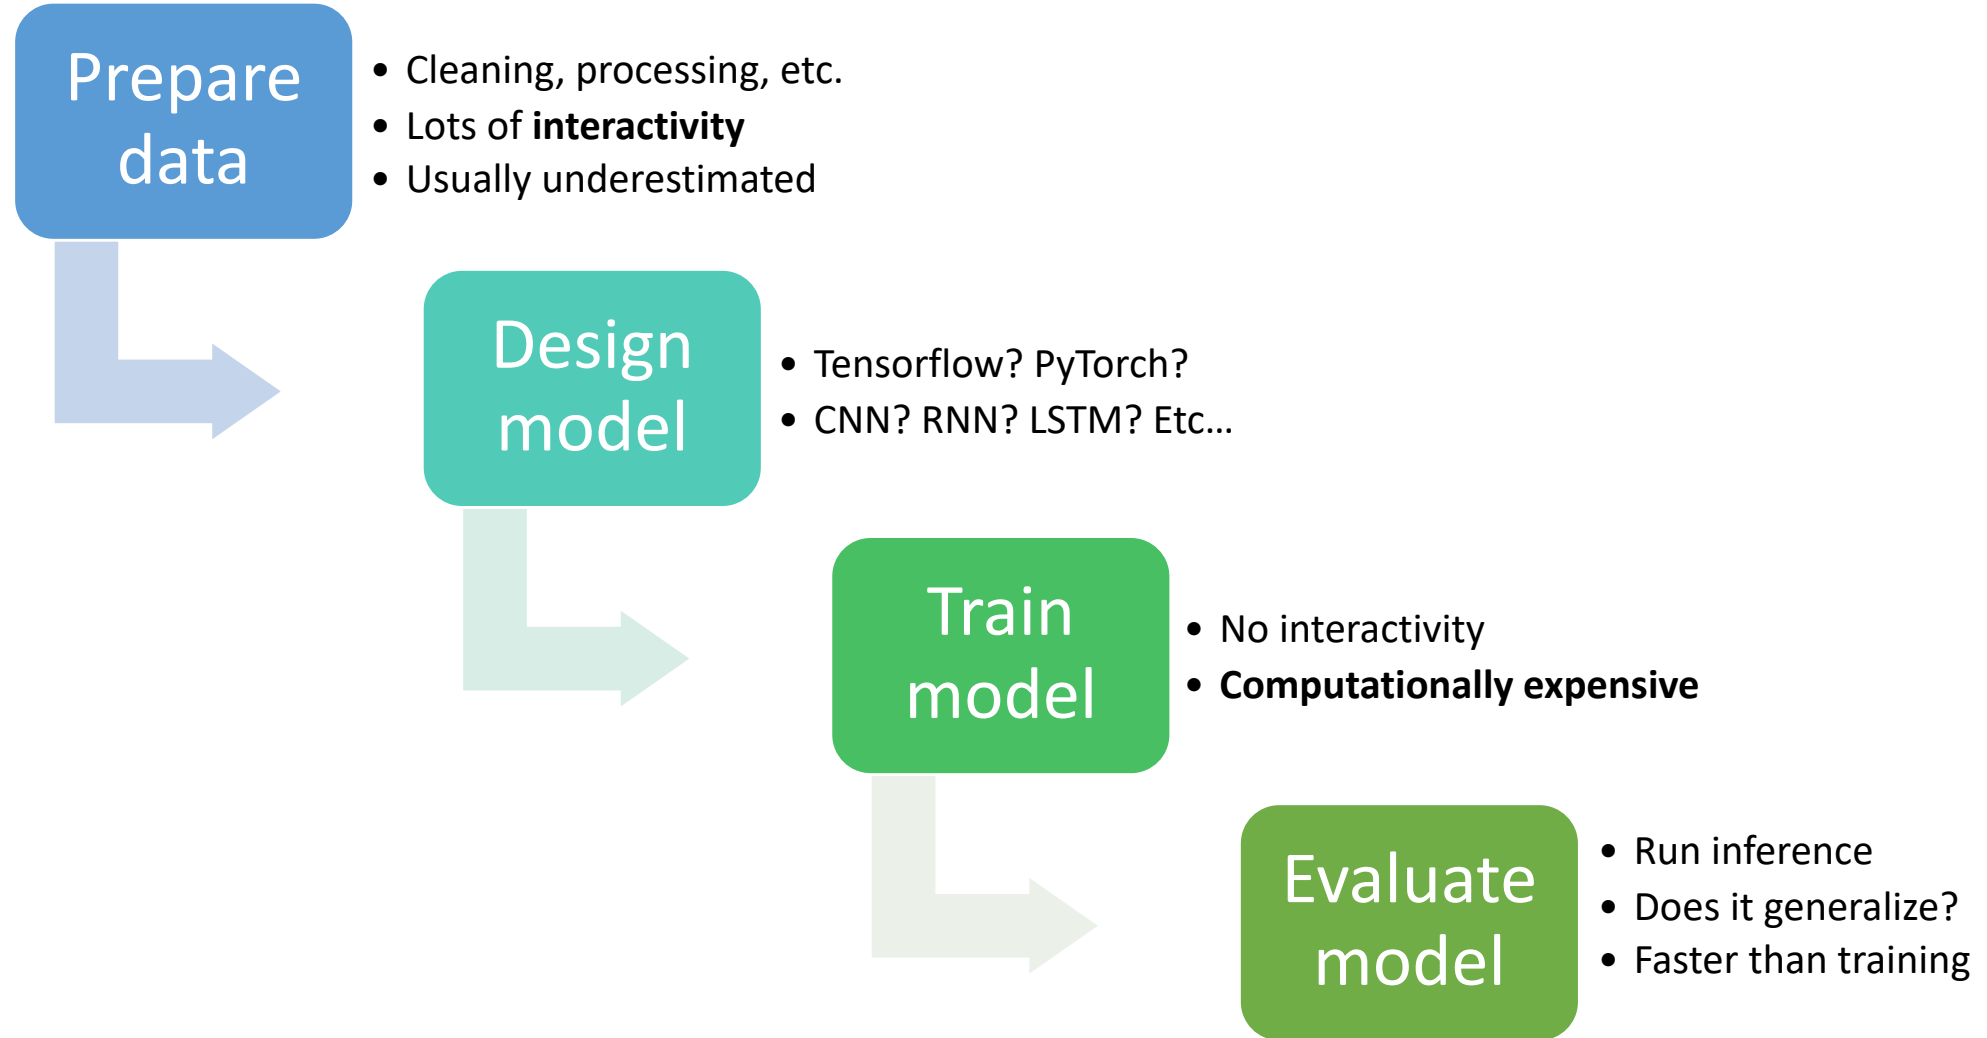 Prepare
data
• Cleaning, processing, etc.
• Lots of interactivity
• Usually underestimated
Design
model
• Tensorflow? PyTorch?
• CNN? RNN? LSTM? Etc...
Train
model
• No interactivity
• Computationally expensive
Evaluate
model
• Run inference
• Does it generalize?
• Faster than training